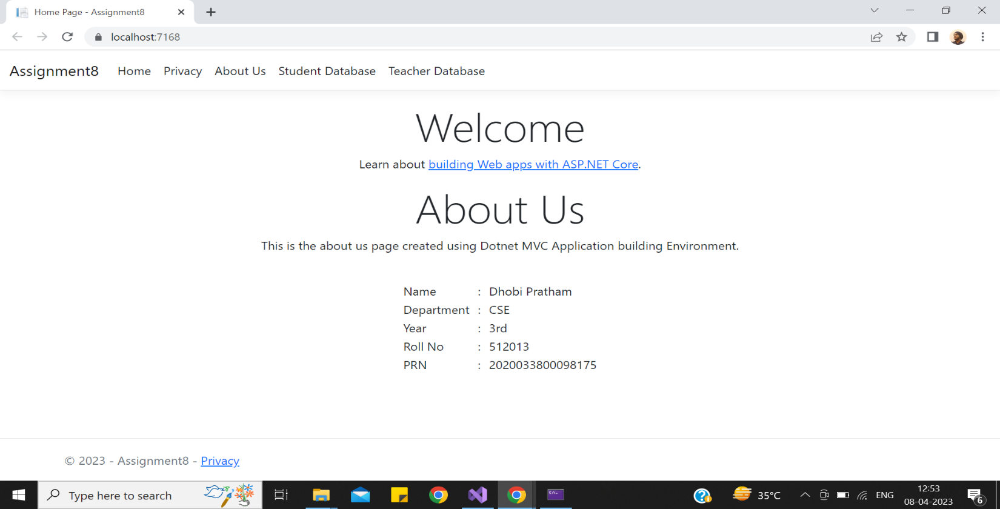 Home Page - Assignment8
localhost:7168
Assignment8 Home Privacy About Us Student Database Teacher Database
Welcome
Learn about building Web apps with ASP.NET Core.
About Us
This is the about us page created using Dotnet MVC Application building Environment.
Name : Dhobi Pratham
Department : CSE
Year : 3rd
Roll No : 512013
PRN : 2020033800098175
© 2023 - Assignment8 - Privacy
Type here to search
35°C
ENG
12:53
08-04-2023
6